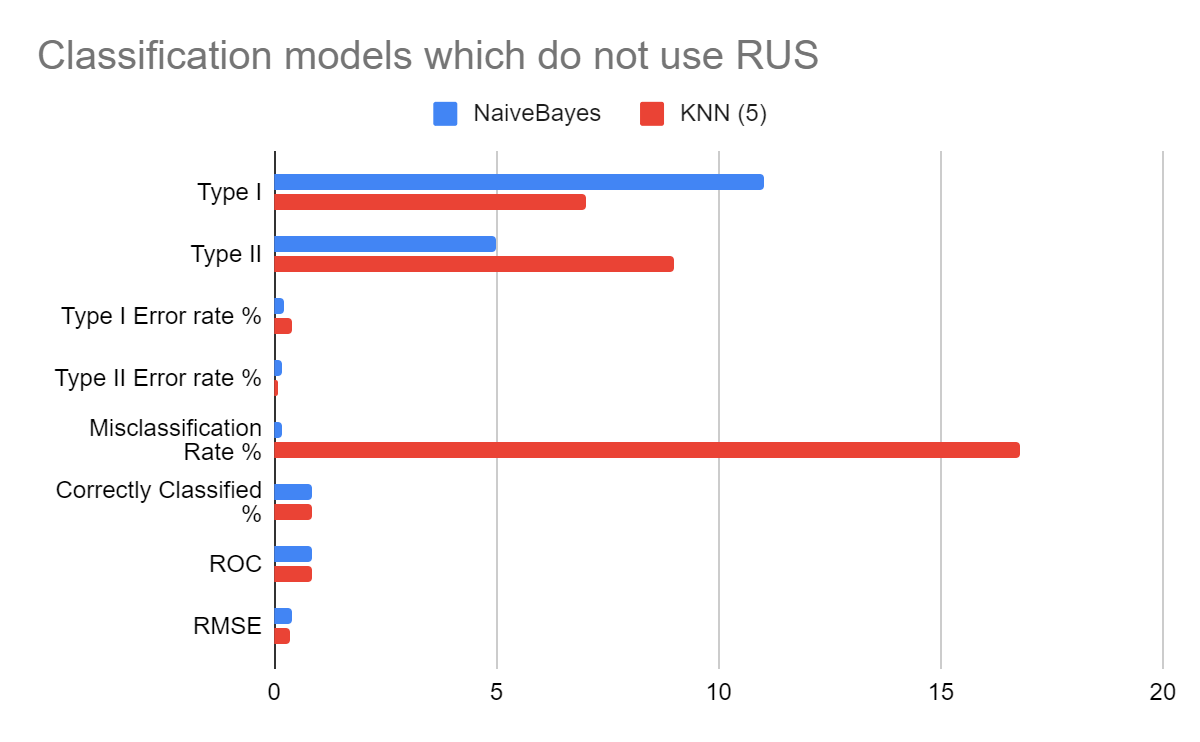 Classification models which do not use RUS
NaiveBayes
KNN (5)
Type I
Type II
Type I Error rate %
Type II Error rate %
Misclassification
Rate %
Correctly Classified
%
ROC
RMSE
0
5
10
15
20